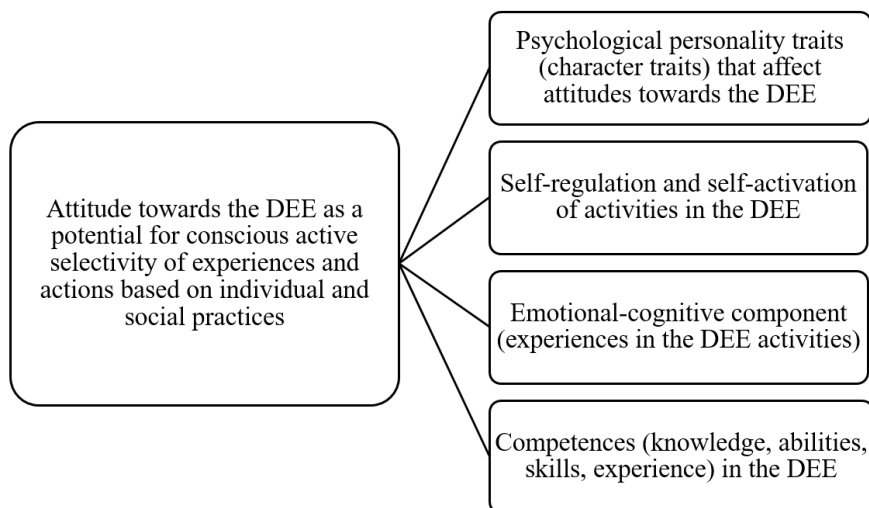 Attitude towards the DEE as a
potential for conscious active
selectivity of experiences and
actions based on individual and
social practices
Psychological personality traits
(character traits) that affect
attitudes towards the DEE
Self-regulation and self-activation
of activities in the DEE
Emotional-cognitive component
(experiences in the DEE activities)
Competences (knowledge, abilities,
skills, experience) in the DEE